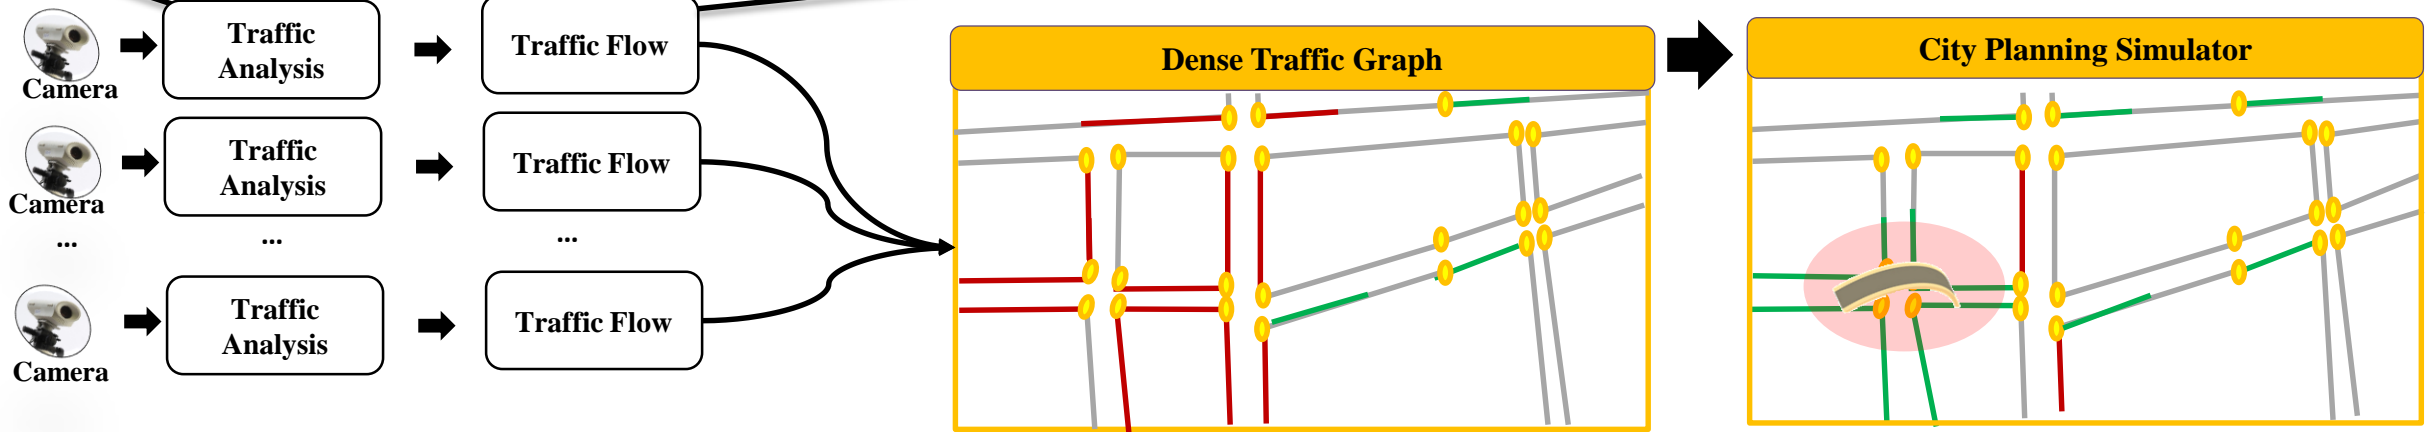 Camera
Traffic
Analysis
Traffic Flow
Camera
Traffic
Analysis
Traffic Flow
...
...
...
Camera
Traffic
Analysis
Traffic Flow
Dense Traffic Graph
City Planning Simulator